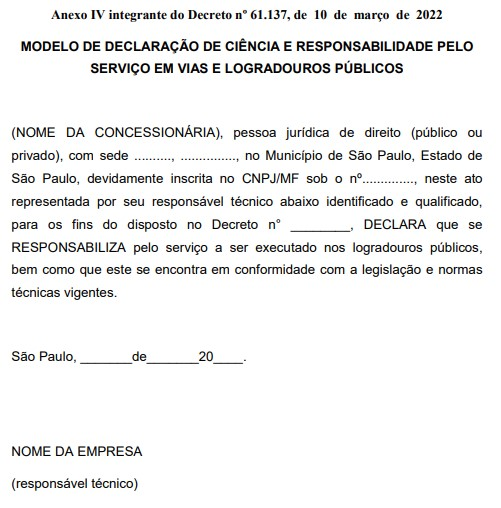 Anexo IV integrante do Decreto nº 61.137, de 10 de março de 2022
MODELO DE DECLARAÇÃO DE CIÊNCIA E RESPONSABILIDADE PELO
SERVIÇO EM VIAS E LOGRADOUROS PÚBLICOS
(NOME DA CONCESSIONÁRIA), pessoa jurídica de direito (público ou
privado), com sede .........., ..............., no Município de São Paulo, Estado de
São Paulo, devidamente inscrita no CNPJ/MF sob o nº.............., neste ato
representada por seu responsável técnico abaixo identificado e qualificado,
para os fins do disposto no Decreto n° ________, DECLARA que se
RESPONSABILIZA pelo serviço a ser executado nos logradouros públicos,
bem como que este se encontra em conformidade com a legislação e normas
técnicas vigentes.
São Paulo, _______de_______20____.
NOME DA EMPRESA
(responsável técnico)